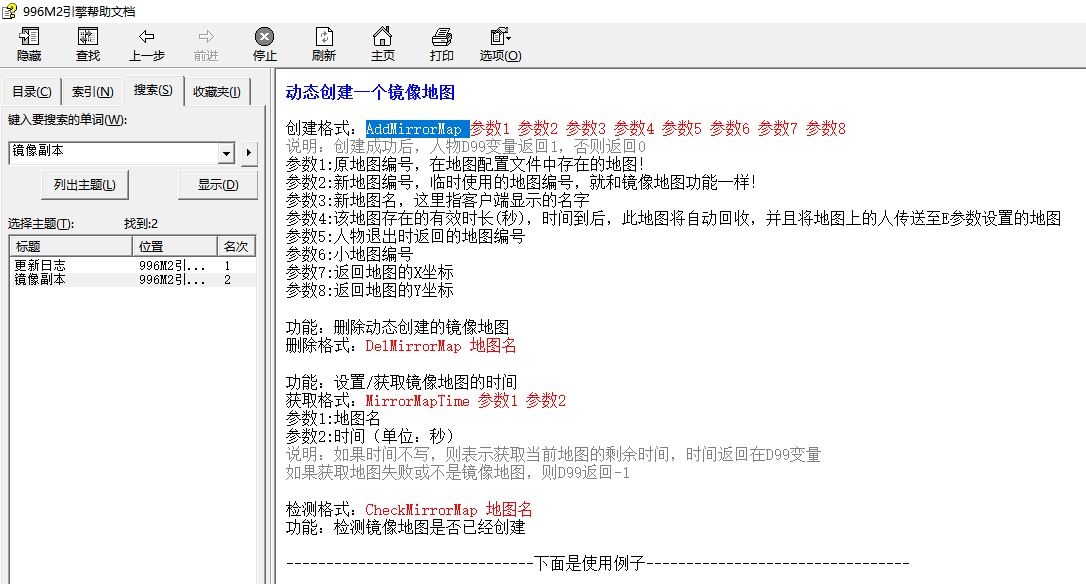 996M2引擎帮助文档
隐藏 查找 上一步 前进 停止 刷新 主页 打印 选项(O)
目录(C) 索引(N) 搜索(S) 收藏夹(I)
键入要搜索的单词(W):
镜像副本
列出主题(L) 显示(D)
选择主题(T): 找到:2
标题 位置 名次
更新日志 996M2引... 1
镜像副本 996M2引... 2
动态创建一个镜像地图
创建格式: AddMirrorMap 参数1 参数2 参数3 参数4 参数5 参数6 参数7 参数8
说明: 创建成功后, 人物D99变量返回1, 否则返回0
参数1:原地图编号, 在地图配置文件中存在的地图!
参数2:新地图编号, 临时使用的地图编号, 就和镜像地图功能一样!
参数3:新地图名, 这里指客户端显示的名字
参数4:该地图存在的有效时长(秒), 时间到后, 此地图将自动回收, 并且将地图上的人传送至E参数设置的地图
参数5:人物退出时返回的地图编号
参数6:小地图编号
参数7:返回地图的X坐标
参数8:返回地图的Y坐标
功能: 删除动态创建的镜像地图
删除格式: DelMirrorMap 地图名
功能: 设置/获取镜像地图的时间
获取格式: MirrorMapTime 参数1 参数2
参数1:地图名
参数2:时间 (单位: 秒)
说明: 如果时间不写, 则表示获取当前地图的剩余时间, 时间返回在D99变量
如果获取地图失败或不是镜像地图, 则D99返回-1
检测格式: CheckMirrorMap 地图名
功能: 检测镜像地图是否已经创建
-------------------------------下面是使用例子---------------------------------